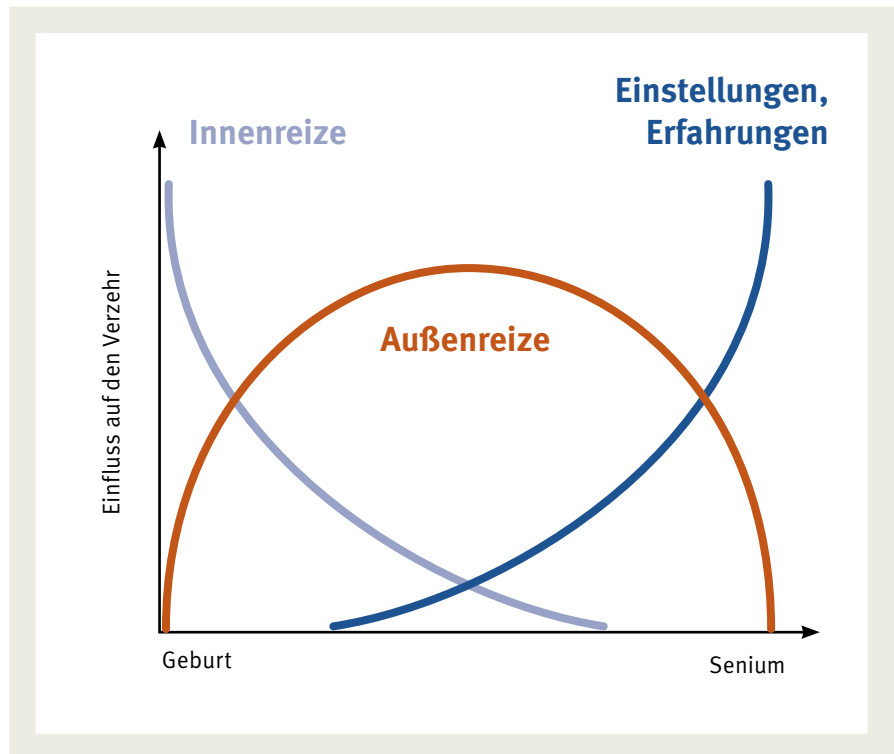 Einstellungen,
Erfahrungen
Innenreize
Außenreize
Einfluss auf den Verzehr
Geburt
Senium